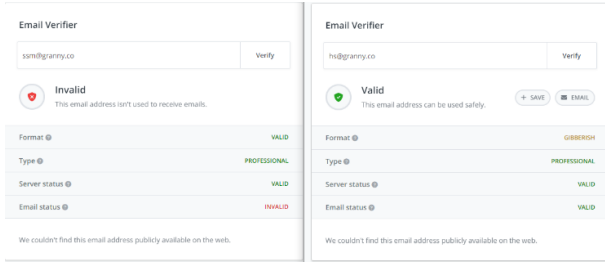 Email Verifier
ssm@granny.co Verify
Invalid
This email address isn't used to receive emails.
Format VALID
Type PROFESSIONAL
Server status VALID
Email status INVALID
We couldn't find this email address publicly available on the web.
Email Verifier
hs@granny.co Verify
Valid
This email address can be used safely.
+ SAVE EMAIL
Format GIBBERISH
Type PROFESSIONAL
Server status VALID
Email status VALID
We couldn't find this email address publicly available on the web.